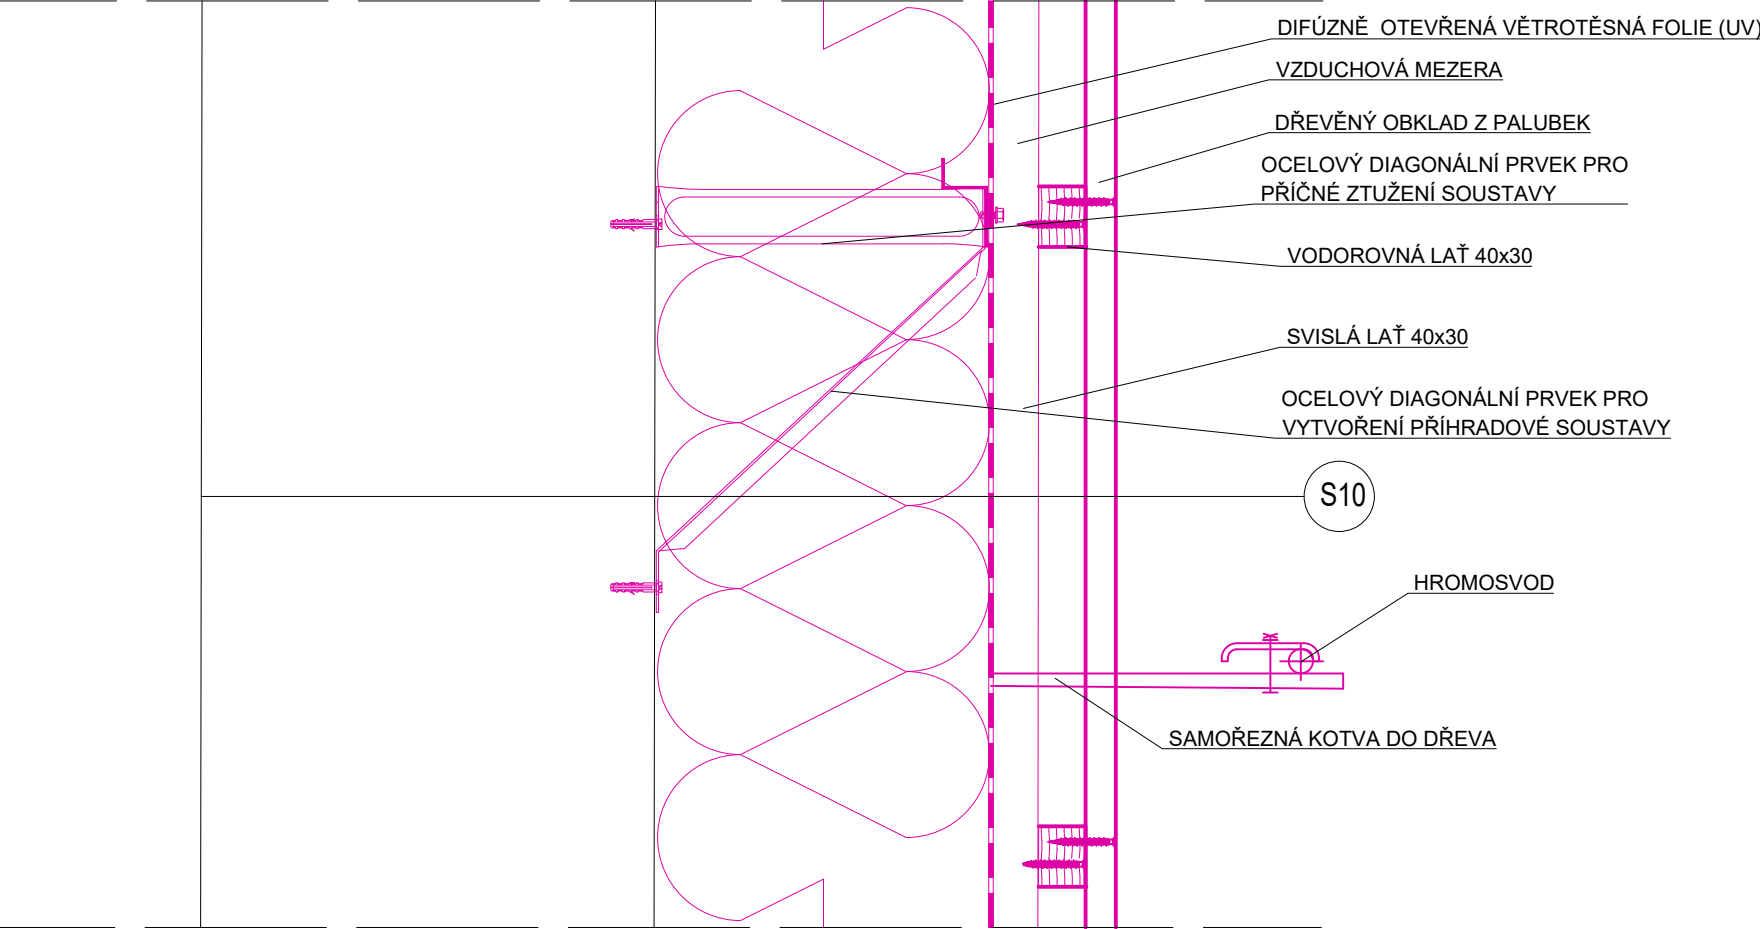 DIFÚZNĚ OTEVŘENÁ VĚTROTĚSNÁ FOLIE (UV)
VZDUCHOVÁ MEZERA
DŘEVĚNÝ OBKLAD Z PALUBEK
OCELOVÝ DIAGONÁLNÍ PRVEK PRO
PŘÍČNÉ ZTUŽENÍ SOUSTAVY
VODOROVNÁ LAŤ 40x30
SVISLÁ LAŤ 40x30
OCELOVÝ DIAGONÁLNÍ PRVEK PRO
VYTVOŘENÍ PŘÍHRADOVÉ SOUSTAVY
S10
HROMOSVOD
SAMOŘEZNÁ KOTVA DO DŘEVA